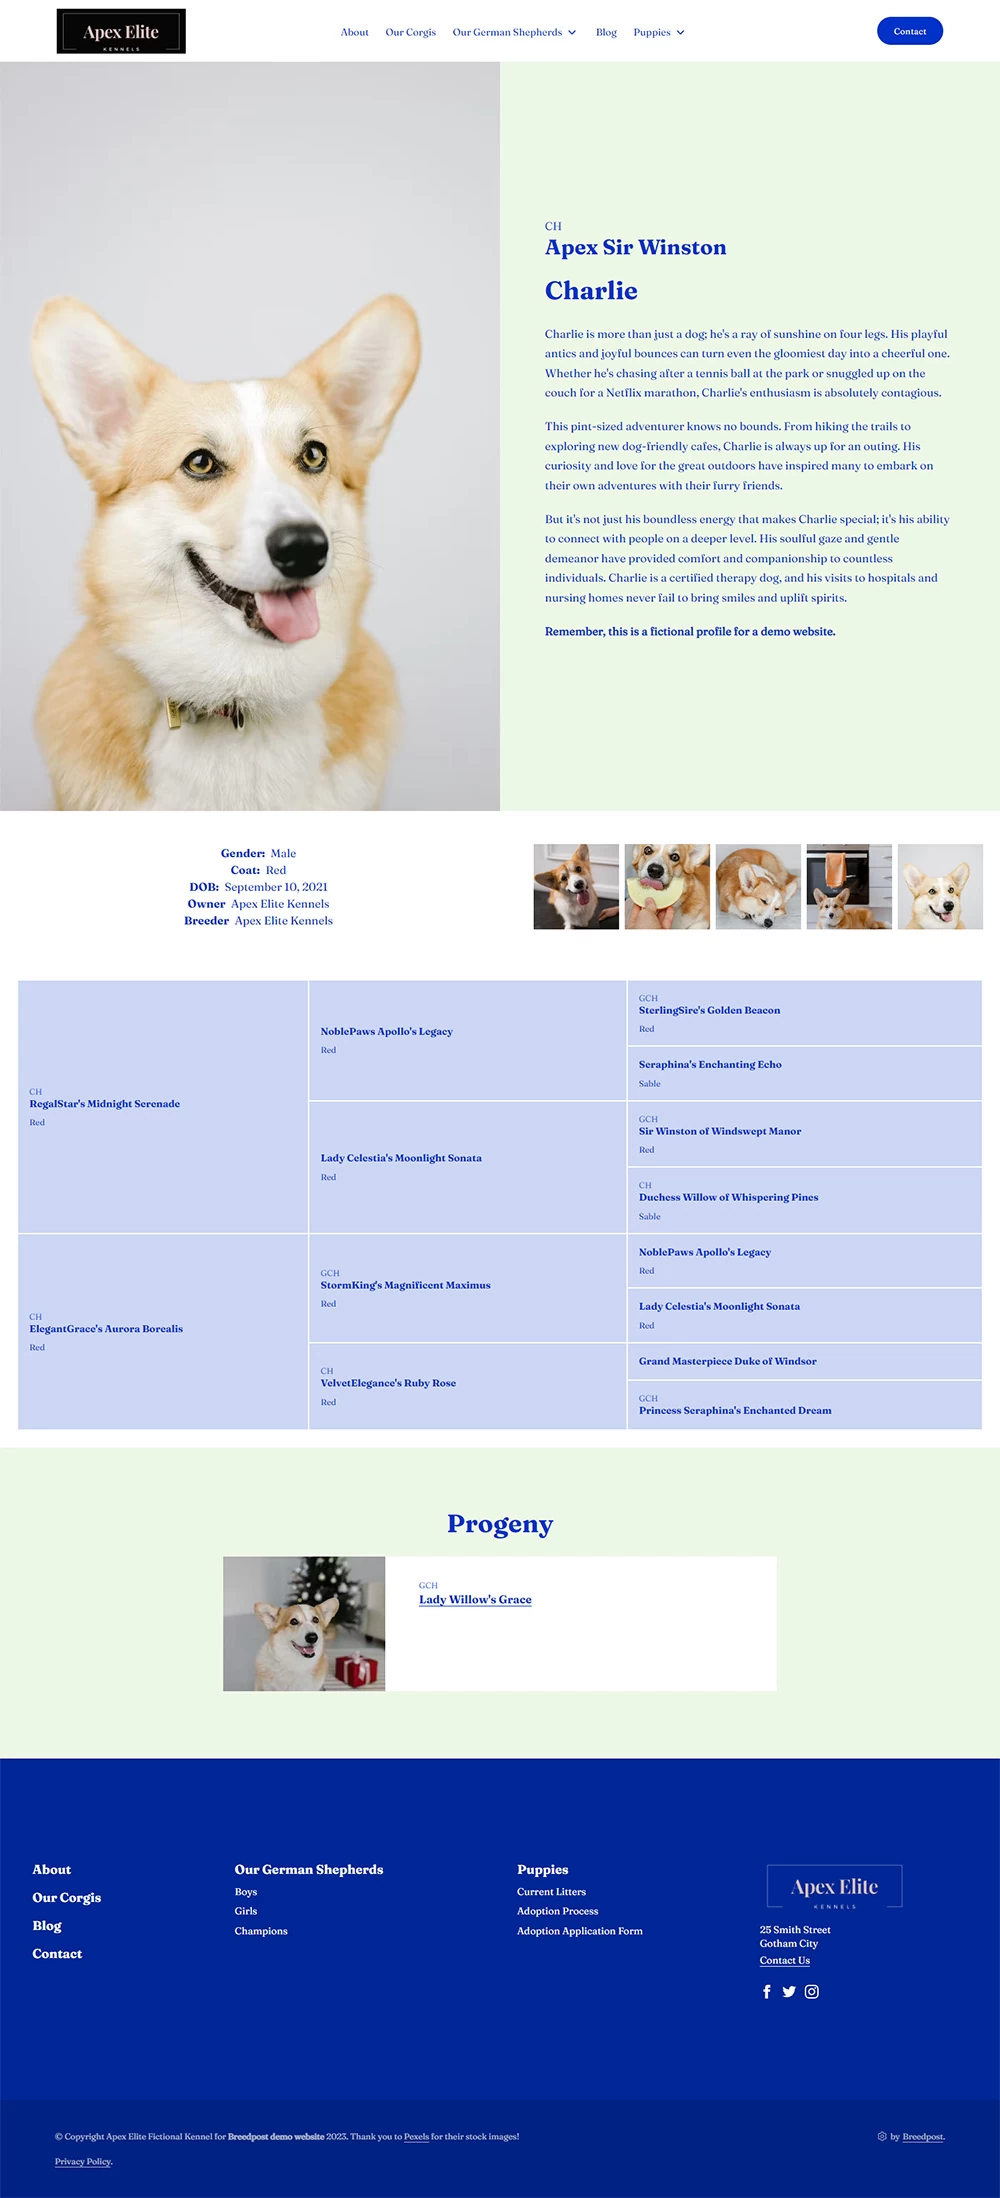 Apex Elite
KENNELS
About Our Corgis Our German Shepherds Blog Puppies
Contact
CH
Apex Sir Winston
Charlie
Charlie is more than just a dog; he's a ray of sunshine on four legs. His playful
antics and joyful bounces can turn even the gloomiest day into a cheerful one.
Whether he's chasing after a tennis ball at the park or snuggled up on the
couch for a Netflix marathon, Charlie's enthusiasm is absolutely contagious.
This pint-sized adventurer knows no bounds. From hiking the trails to
exploring new dog-friendly cafes, Charlie is always up for an outing. His
curiosity and love for the great outdoors have inspired many to embark on
their own adventures with their furry friends.
But it's not just his boundless energy that makes Charlie special; it's his ability
to connect with people on a deeper level. His soulful gaze and gentle
demeanor have provided comfort and companionship to countless
individuals. Charlie is a certified therapy dog, and his visits to hospitals and
nursing homes never fail to bring smiles and uplift spirits.
Remember, this is a fictional profile for a demo website.
Gender: Male
Coat: Red
DOB: September 10, 2021
Owner Apex Elite Kennels
Breeder Apex Elite Kennels
CH
RegalStar's Midnight Serenade
Red
NoblePaws Apollo's Legacy
Red
GCH
SterlingSire's Golden Beacon
Red
Seraphina's Enchanting Echo
Sable
Lady Celestia's Moonlight Sonata
Red
GCH
Sir Winston of Windswept Manor
Red
CH
Duchess Willow of Whispering Pines
Sable
CH
ElegantGrace's Aurora Borealis
Red
GCH
StormKing's Magnificent Maximus
Red
NoblePaws Apollo's Legacy
Red
Lady Celestia's Moonlight Sonata
Red
CH
VelvetElegance's Ruby Rose
Red
Grand Masterpiece Duke of Windsor
GCH
Princess Seraphina's Enchanted Dream
Progeny
GCH
Lady Willow's Grace
About
Our Corgis
Blog
Contact
Our German Shepherds
Boys
Girls
Champions
Puppies
Current Litters
Adoption Process
Adoption Application Form
Apex Elite
KENNELS
25 Smith Street
Gotham City
Contact Us
© Copyright Apex Elite Fictional Kennel for Breedpost demo website 2023. Thank you to Pexels for their stock images!
Privacy Policy.
by Breedpost.